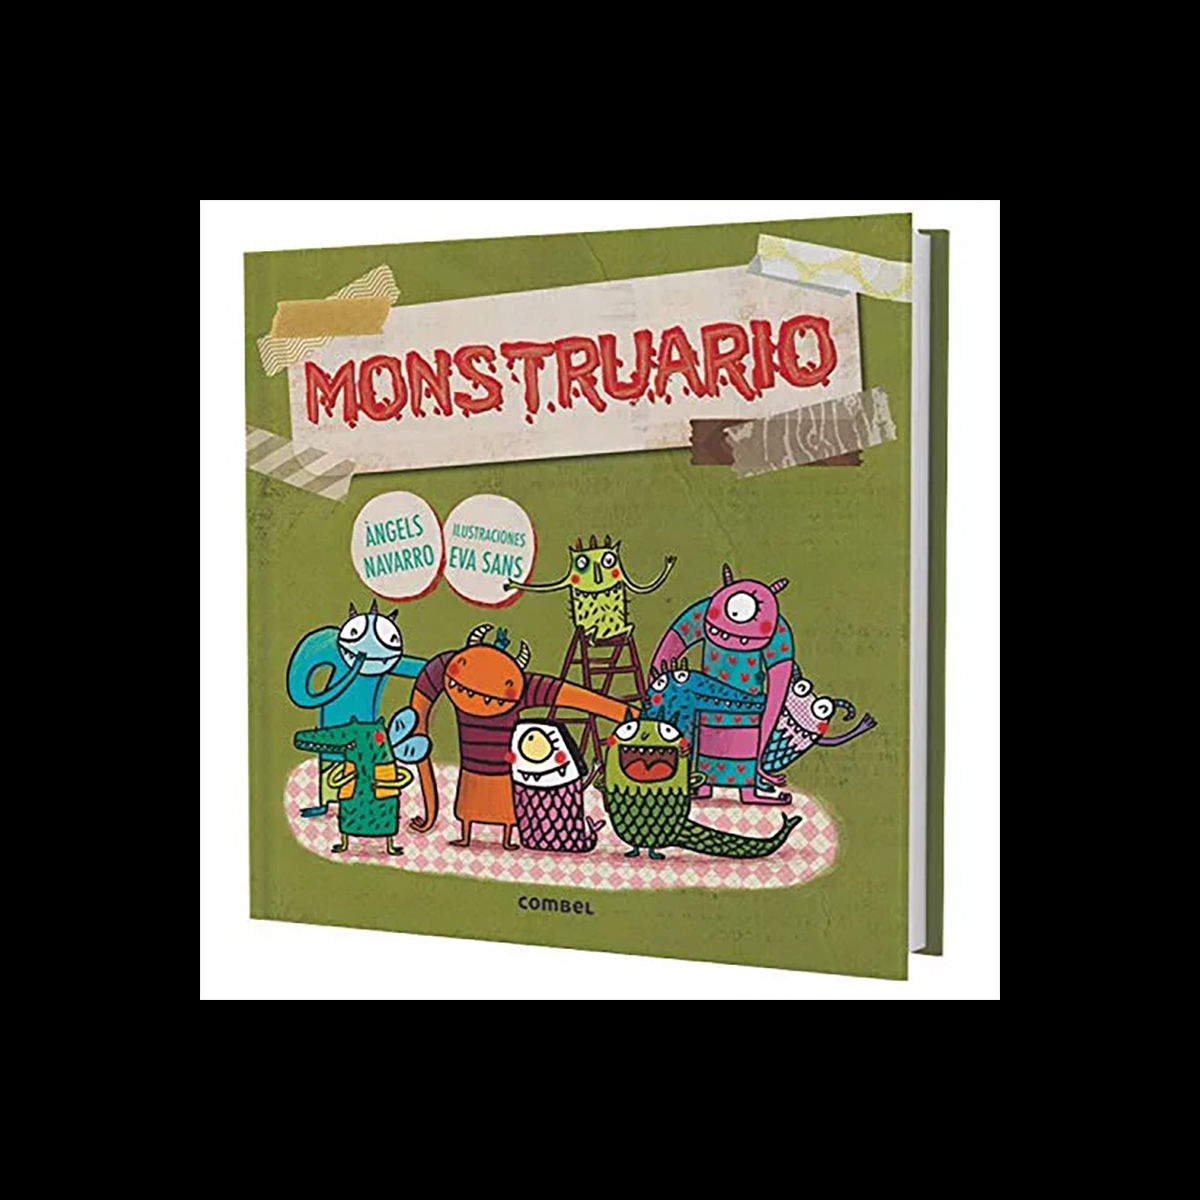 MONSTRUARIO
ÀNGELS
NAVARRO
ILUSTRACIONES
EVA SANS
COMBEL